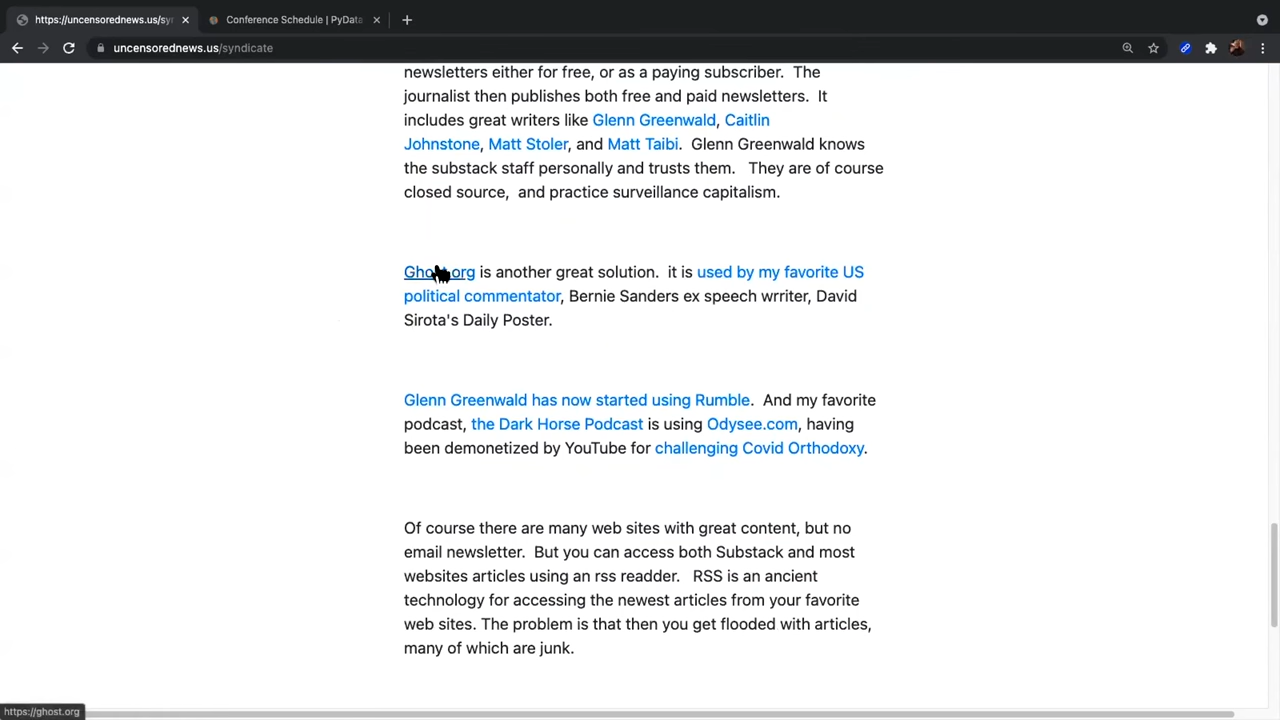 https://uncensorednews.us/sy
Conference Schedule | PyData
uncensorednews.us/syndicate
newsletters either for free, or as a paying subscriber. The
journalist then publishes both free and paid newsletters. It
includes great writers like Glenn Greenwald, Caitlin
Johnstone, Matt Stoler, and Matt Taibi. Glenn Greenwald knows
the substack staff personally and trusts them. They are of course
closed source, and practice surveillance capitalism.
Ghost.org is another great solution. it is used by my favorite US
political commentator, Bernie Sanders ex speech wrriter, David
Sirota's Daily Poster.
Glenn Greenwald has now started using Rumble. And my favorite
podcast, the Dark Horse Podcast is using Odysee.com, having
been demonetized by YouTube for challenging Covid Orthodoxy.
Of course there are many web sites with great content, but no
email newsletter. But you can access both Substack and most
websites articles using an rss readder. RSS is an ancient
technology for accessing the newest articles from your favorite
web sites. The problem is that then you get flooded with articles,
many of which are junk.
https://ghost.org